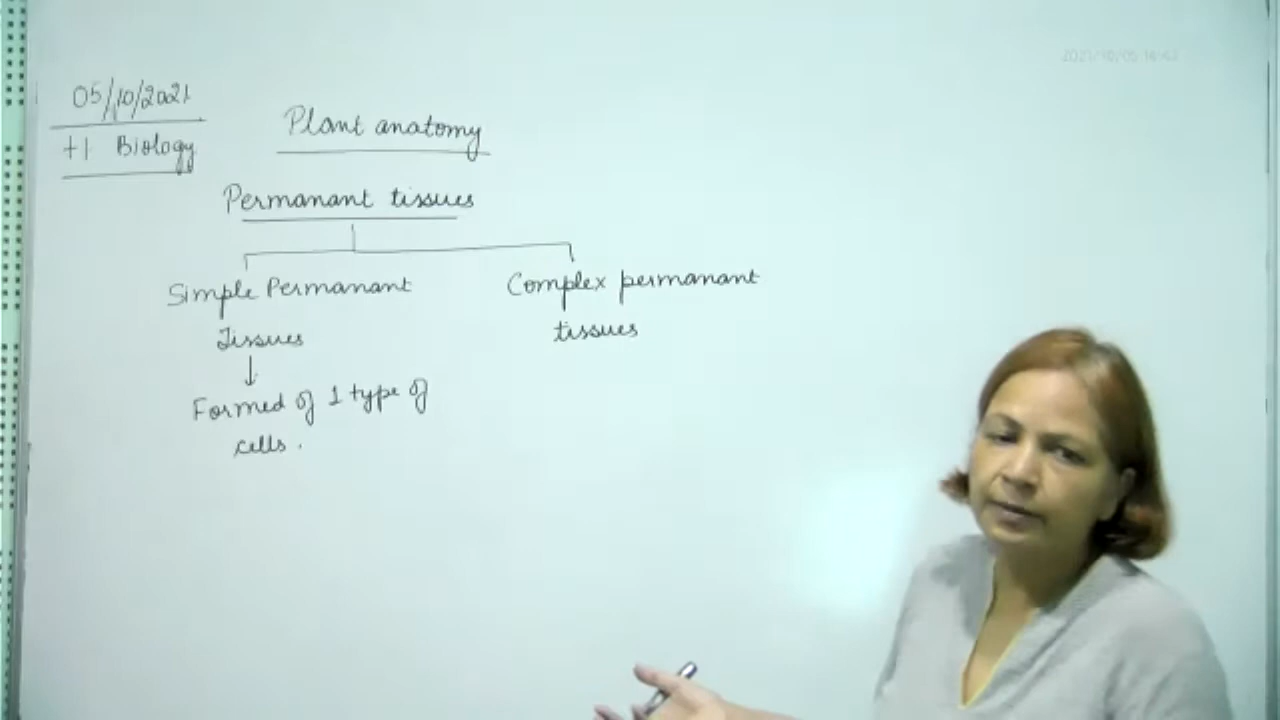 05/10/2021
+1 Biology
Plant anatomy
Permanant tissues
Simple Permanant
Tissues
Complex permanant
tissues
↓
Formed of 1 type of
cells.